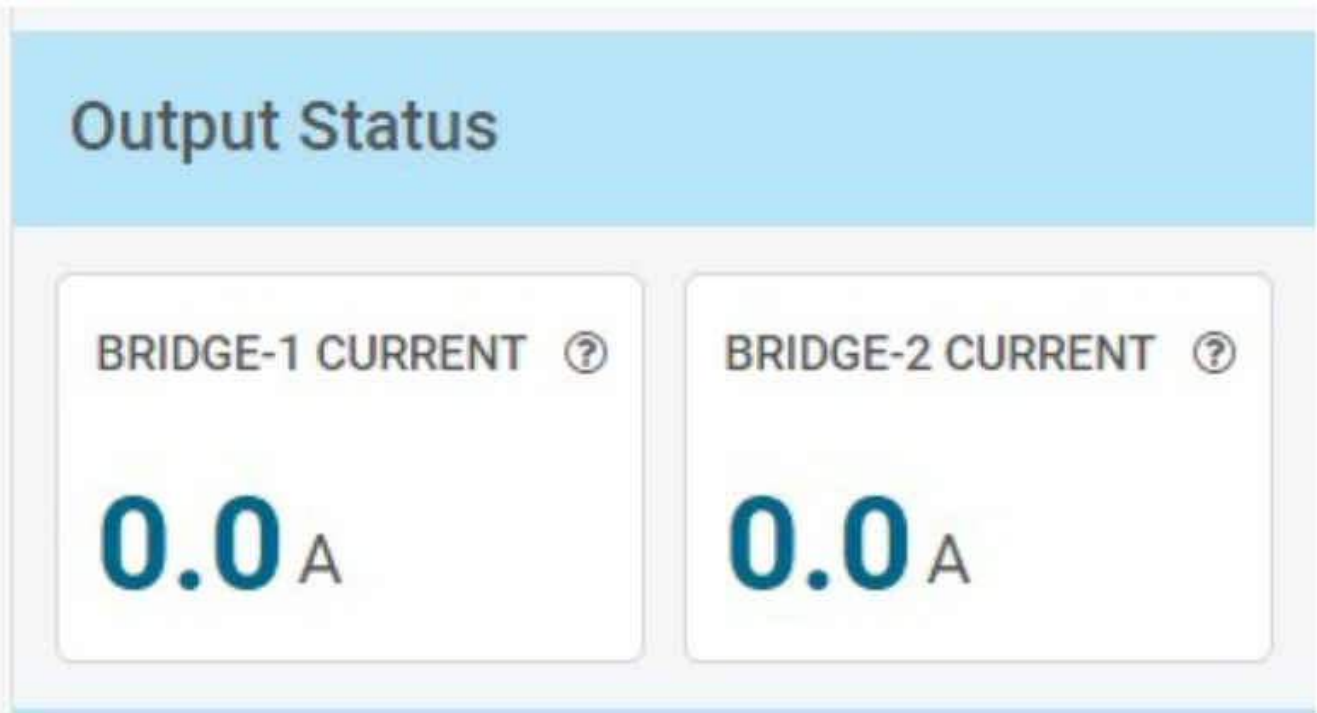 Output Status
BRIDGE-1 CURRENT ?
BRIDGE-2 CURRENT ?
0.0 A
0.0 A